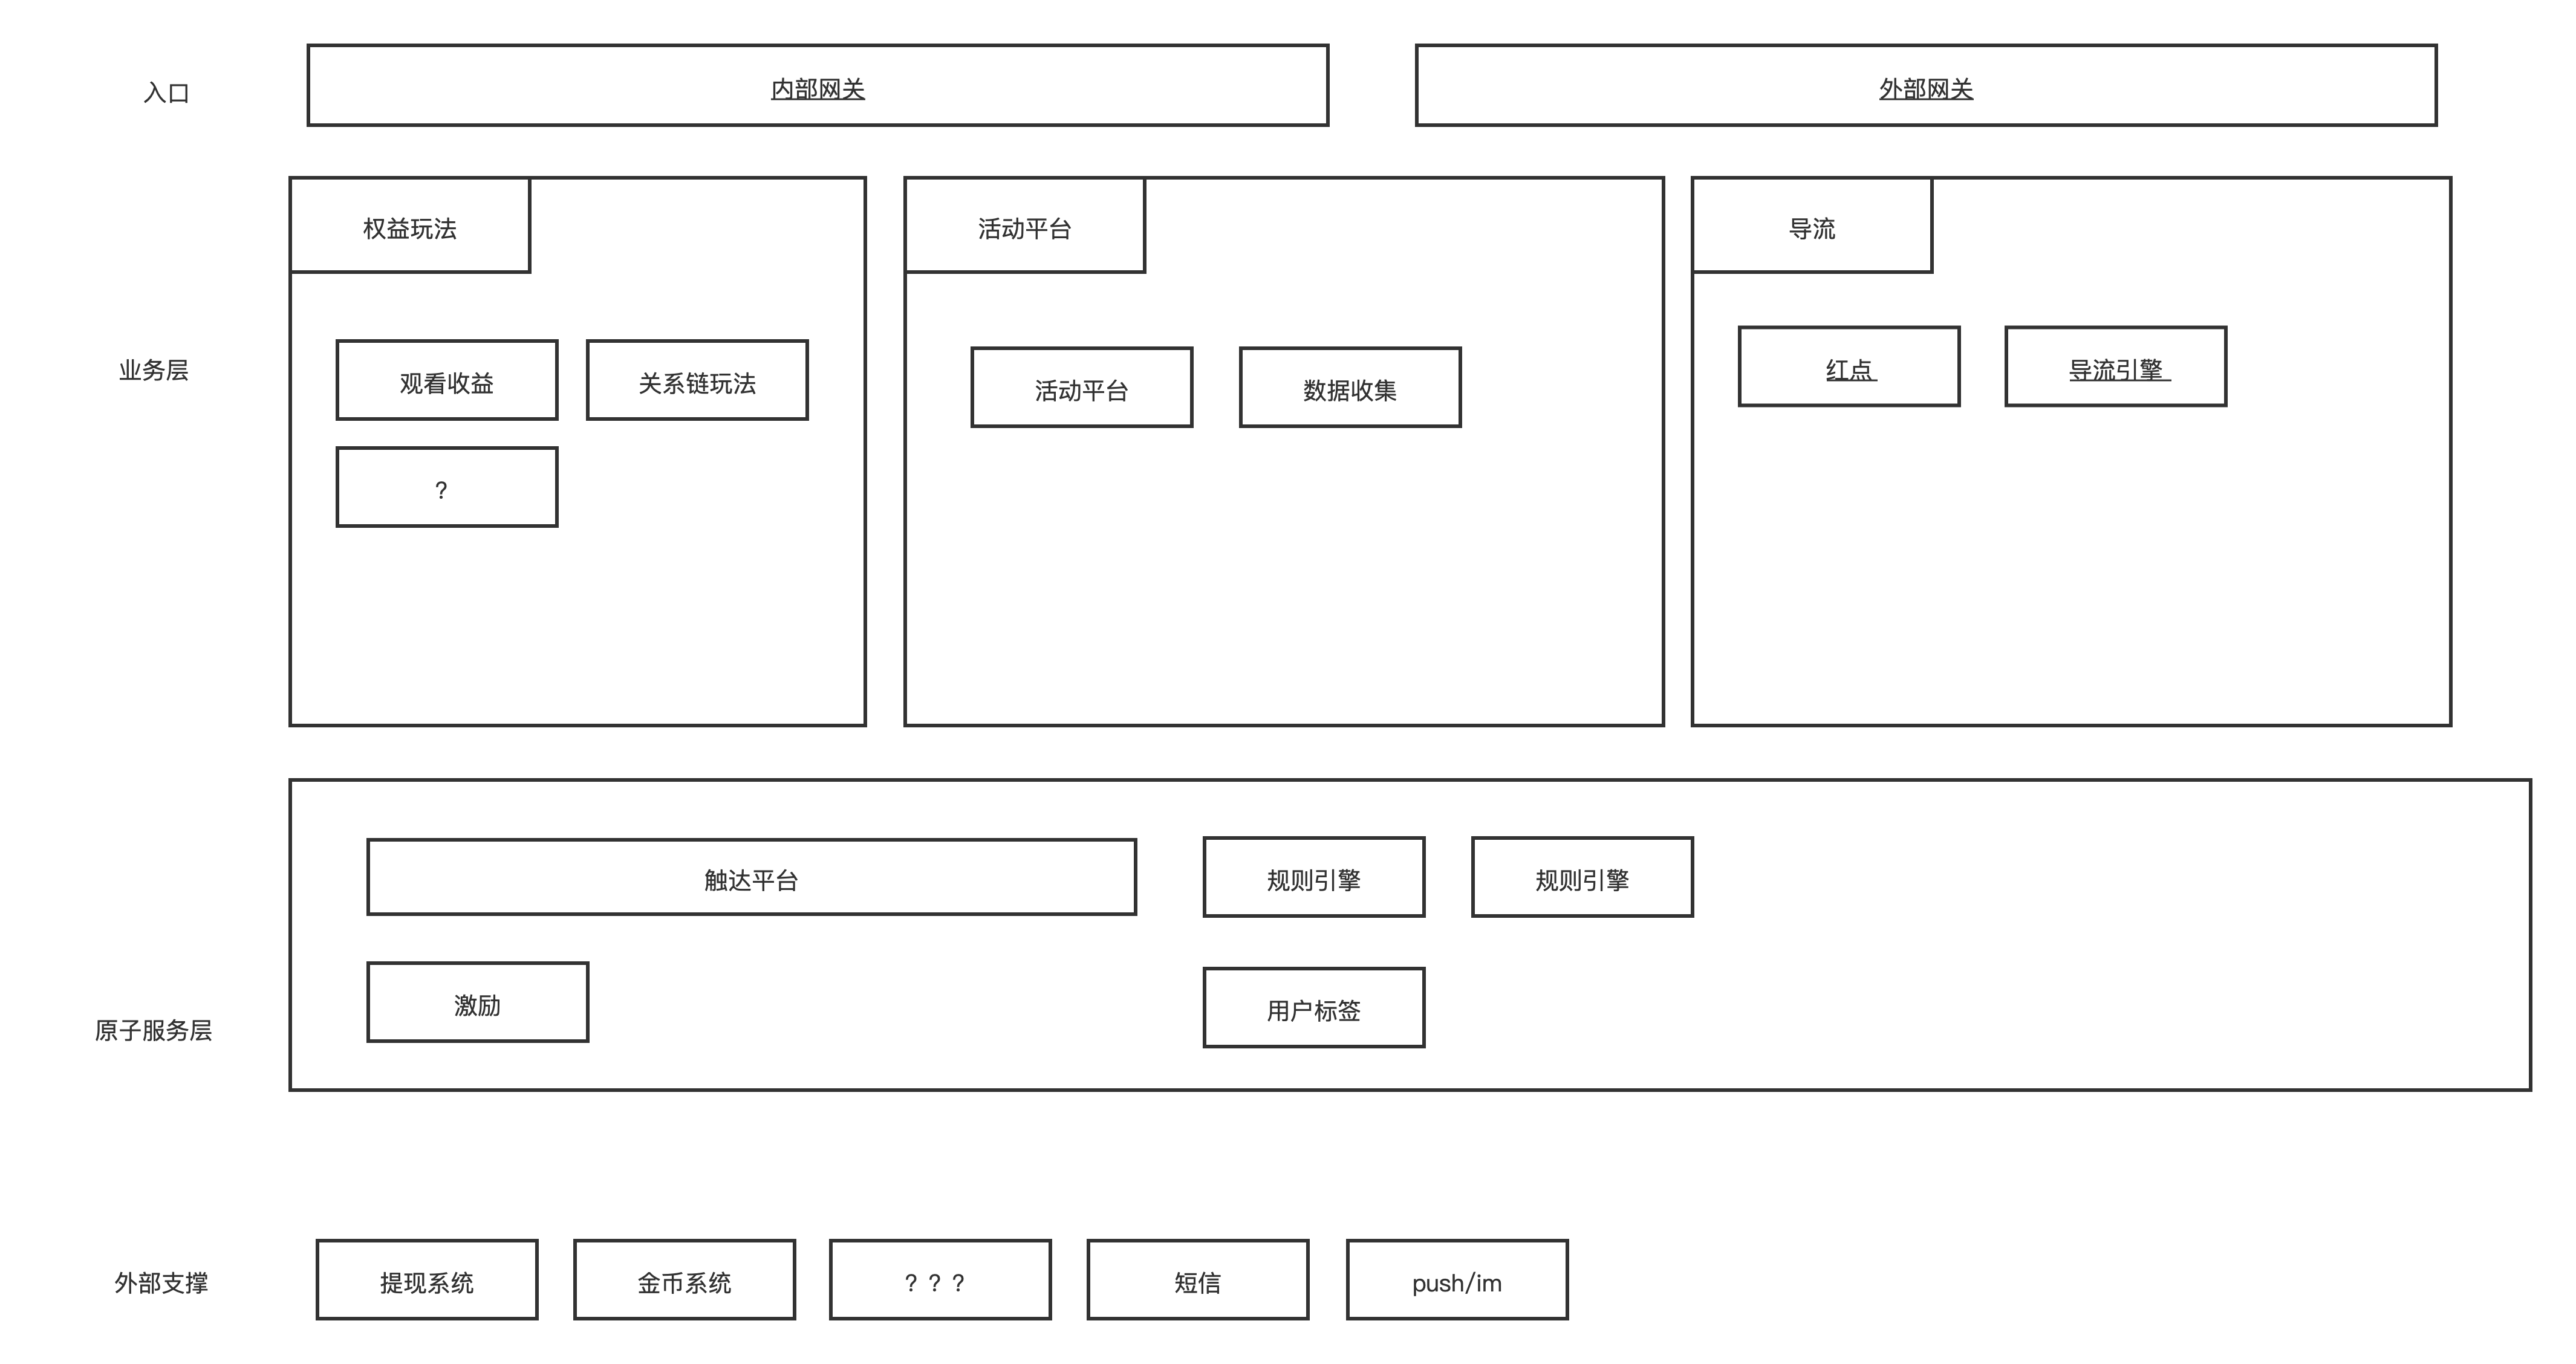 入口
内部网关
外部网关
权益玩法
活动平台
导流
业务层
观看收益
关系链玩法
?
活动平台
数据收集
红点
导流引擎
触达平台
规则引擎
规则引擎
激励
用户标签
原子服务层
外部支撑
提现系统
金币系统
？？？
短信
push/im